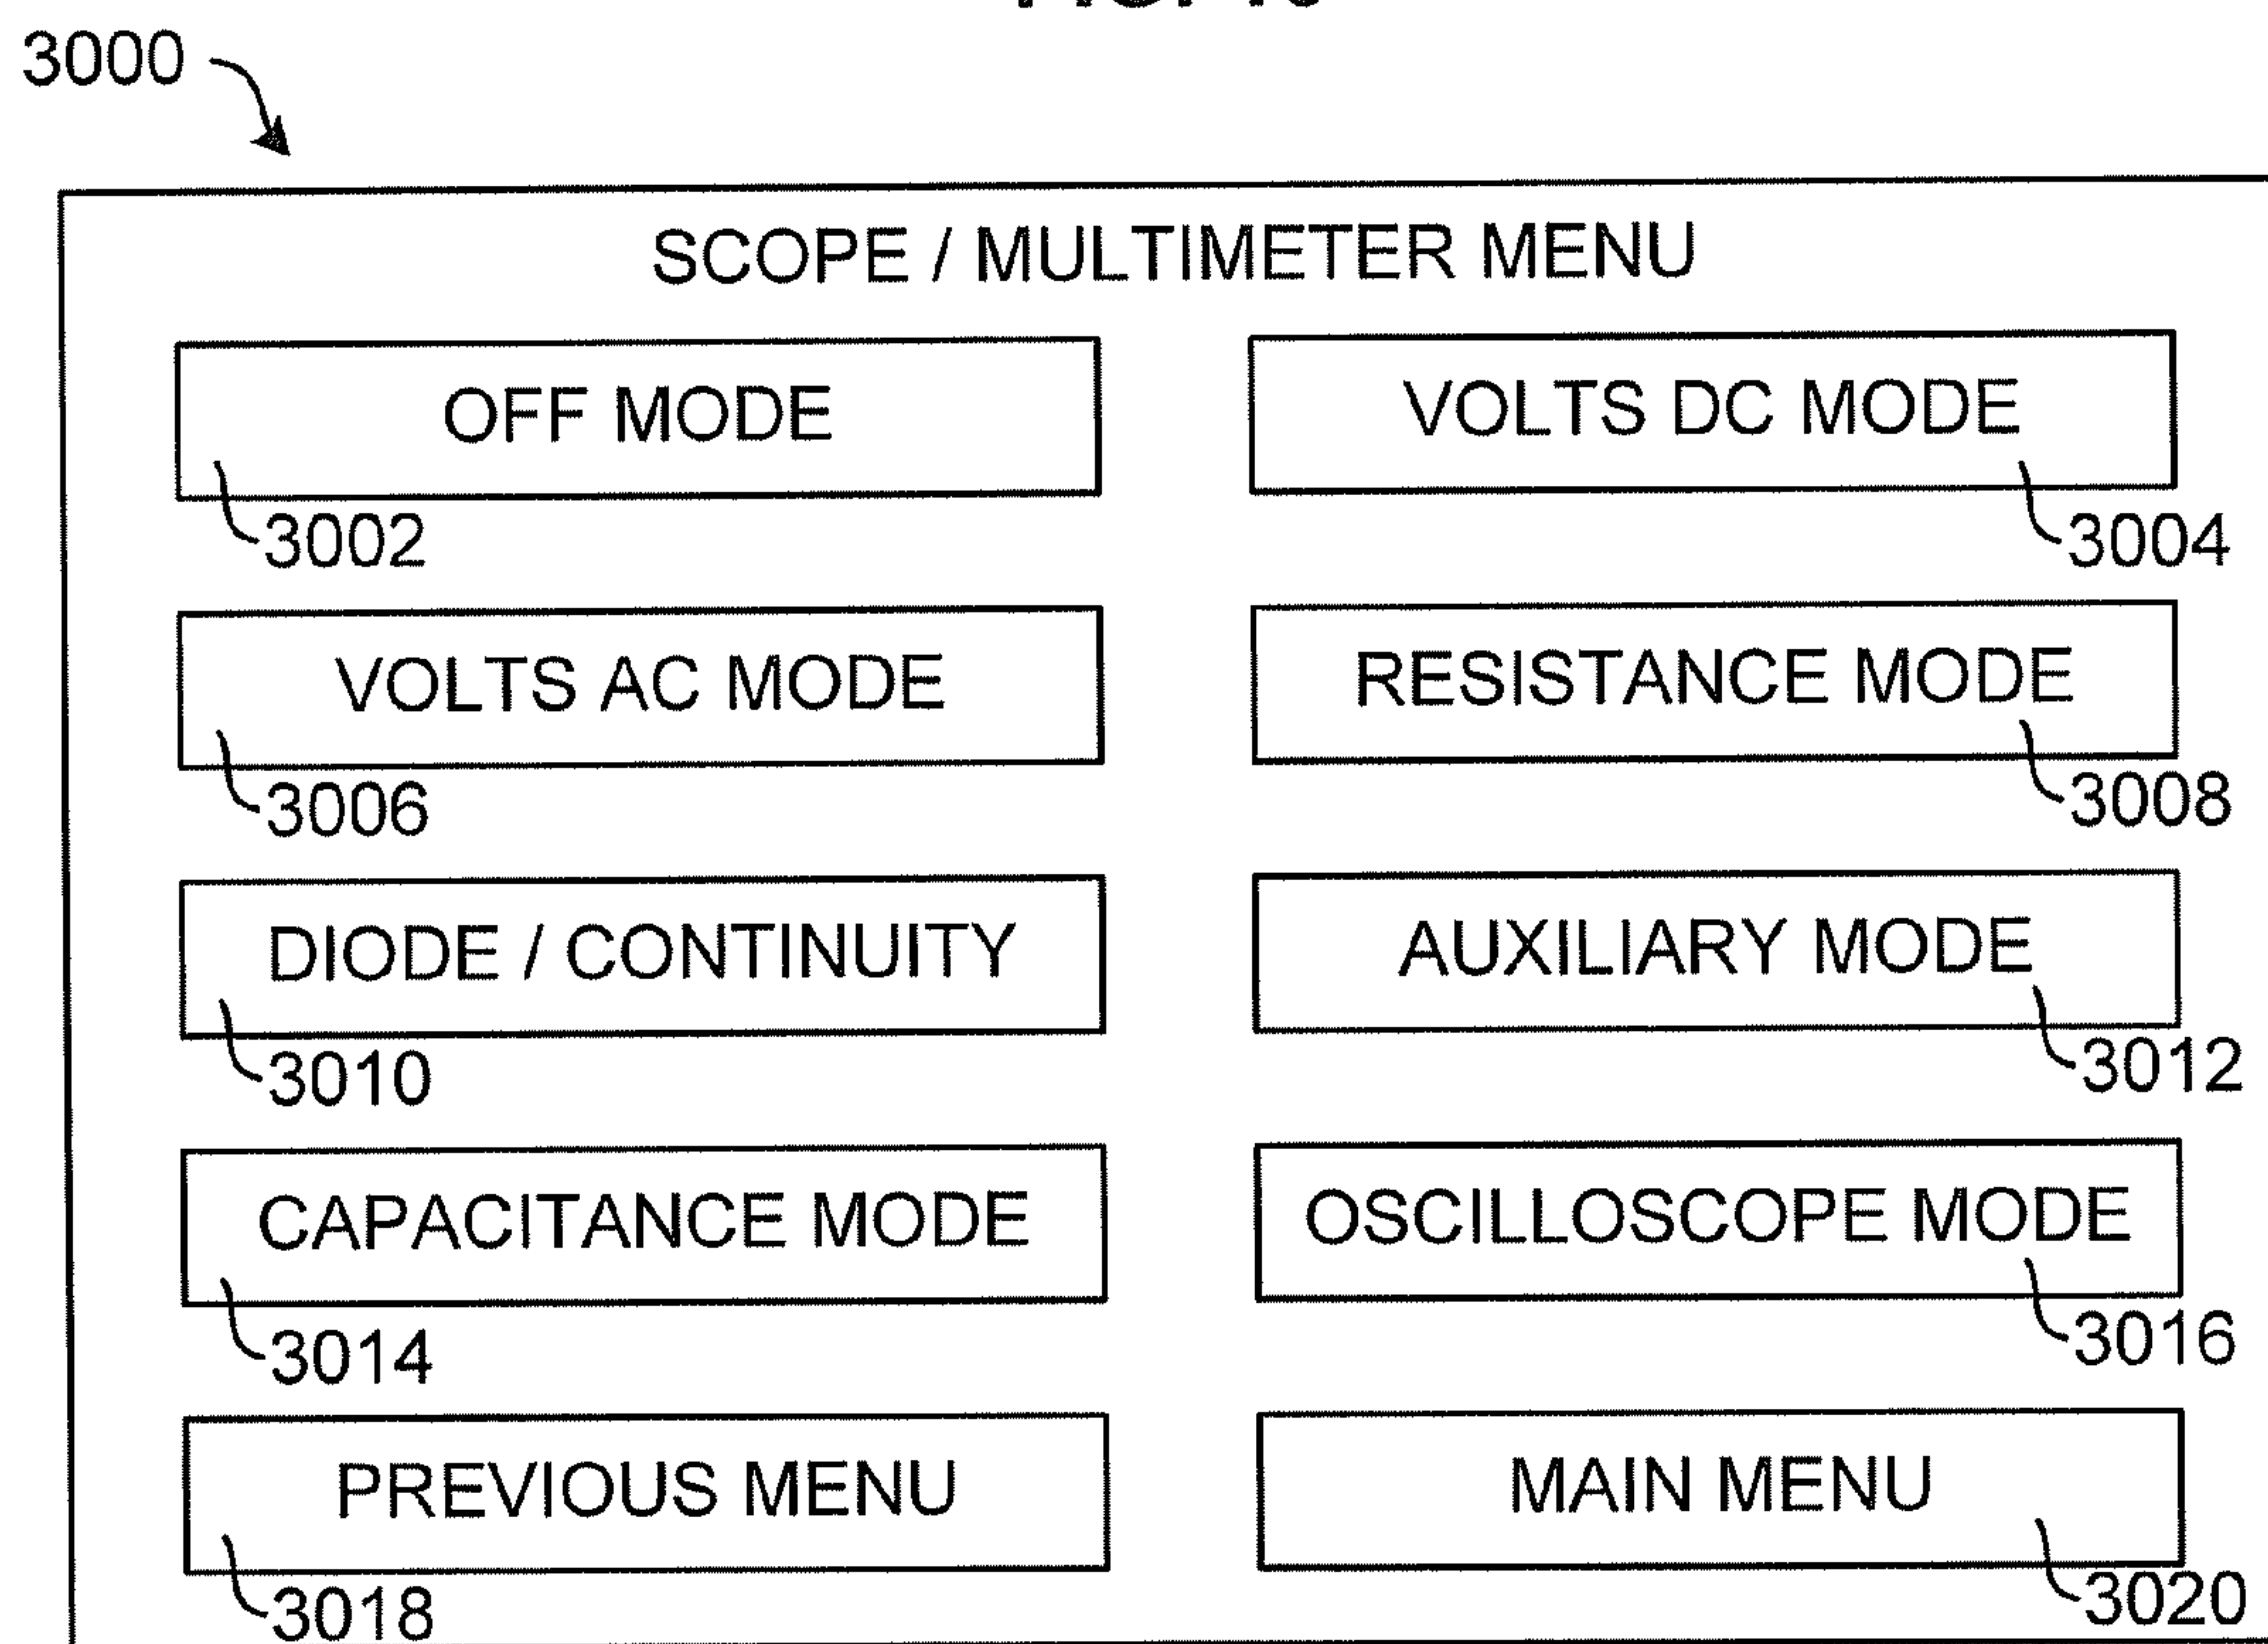 3000
SCOPE / MULTIMETER MENU
OFF MODE
VOLTS DC MODE
3002
3004
VOLTS AC MODE
RESISTANCE MODE
3006
3008
DIODE / CONTINUITY
AUXILIARY MODE
3010
3012
CAPACITANCE MODE
OSCILLOSCOPE MODE
3014
3016
PREVIOUS MENU
MAIN MENU
3018
3020